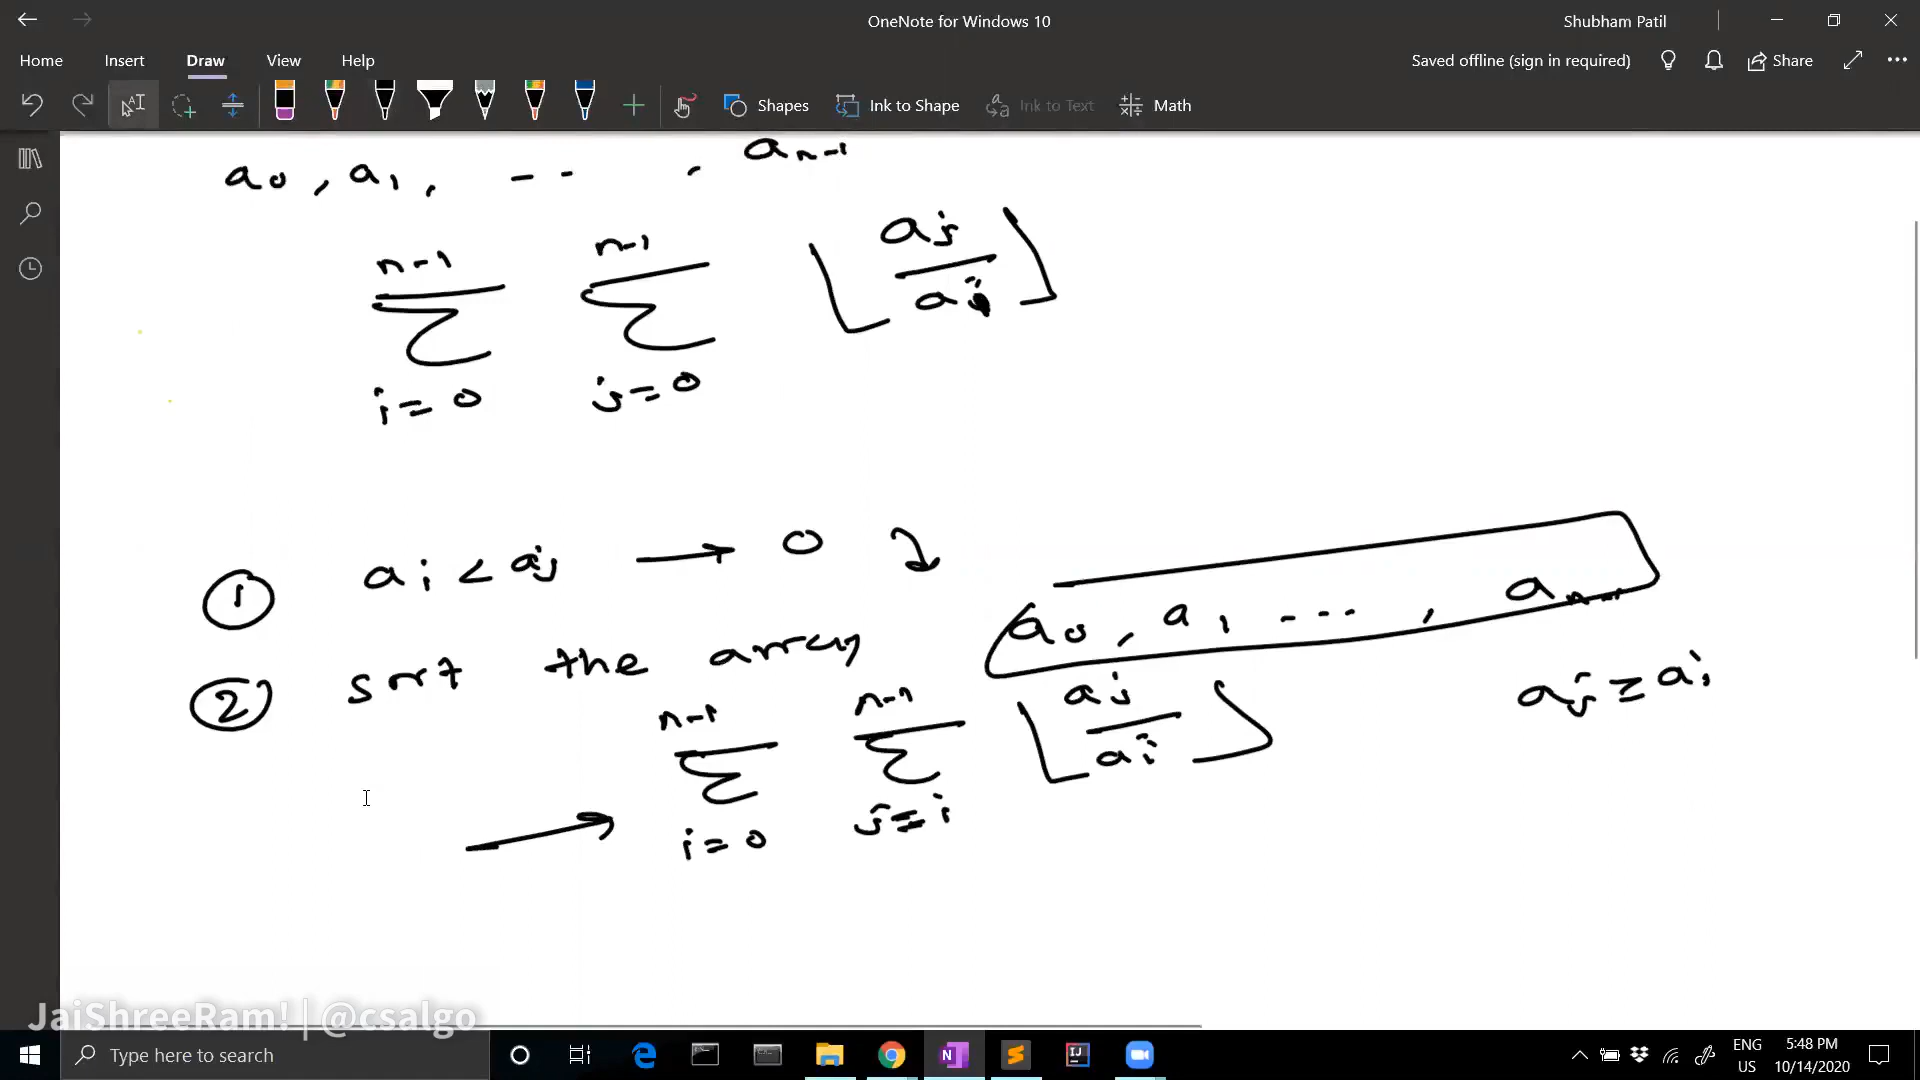 OneNote for Windows 10
Shubham Patil
Home Insert Draw View Help
Saved offline (sign in required) Share
Shapes Ink to Shape Ink to Text Math
a0, a1, -- . an-1
n-1 n-1 ⌊aj/ai⌋
Σ Σ
i=0 j=0
① ai < aj → 0
② sort the array
a0, a1, ..., an-1
aj ≥ ai
n-1 n-1 ⌊aj/ai⌋
→ Σ Σ
i=0 j=i
JaiShreeRam! | @csalgo
Type here to search
ENG
US
5:48 PM
10/14/2020